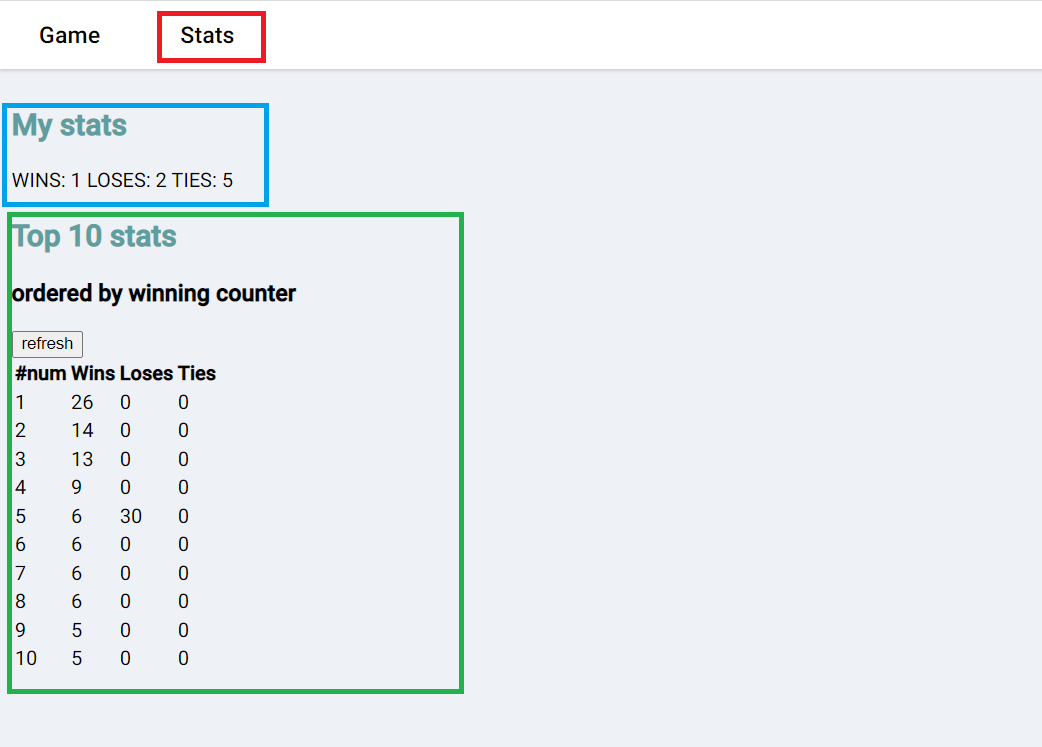 Game Stats
My stats
WINS: 1 LOSES: 2 TIES: 5
Top 10 stats
ordered by winning counter
refresh
#num Wins Loses Ties
1 26 0 0
2 14 0 0
3 13 0 0
4 9 0 0
5 6 30 0
6 6 0 0
7 6 0 0
8 6 0 0
9 5 0 0
10 5 0 0